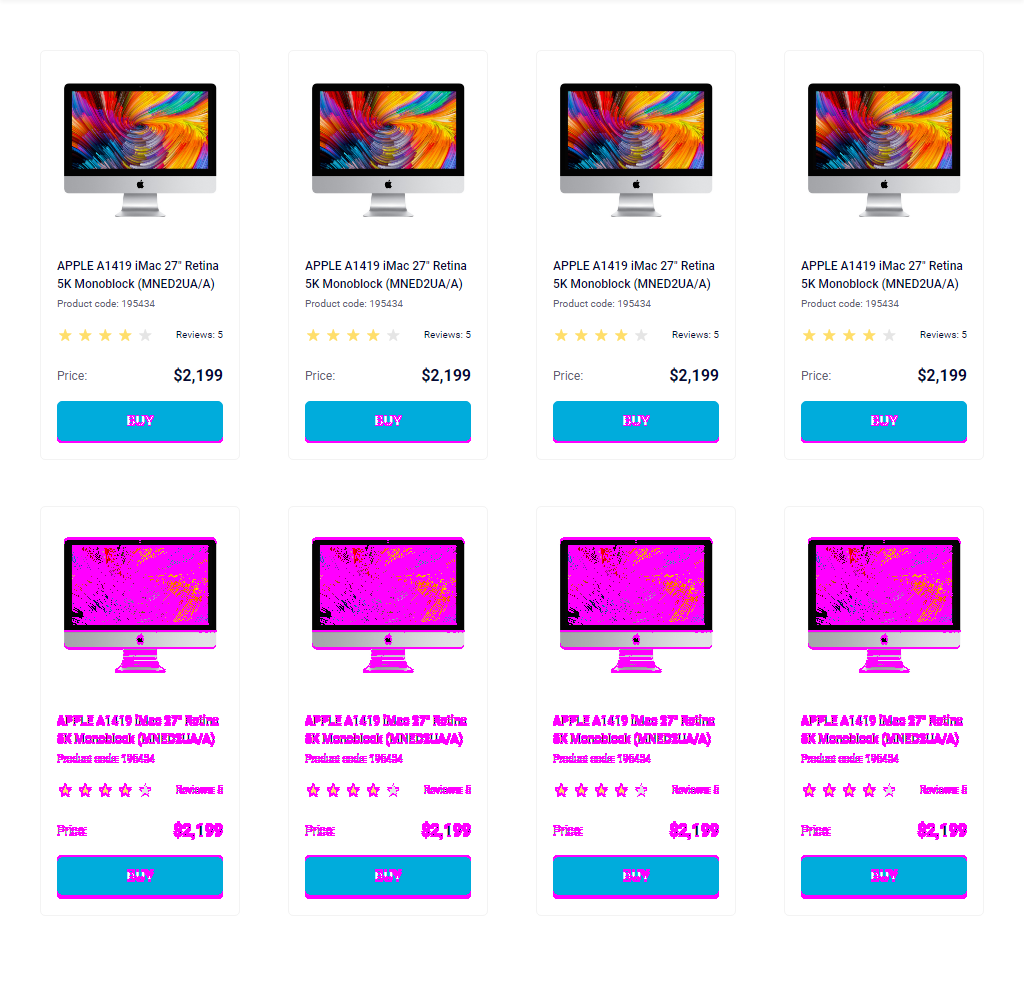 APPLE A1419 iMac 27" Retina
5K Monoblock (MNED2UA/A)
Product code: 195434
Reviews: 5
Price: $2,199
BUY
APPLE A1419 iMac 27" Retina
5K Monoblock (MNED2UA/A)
Product code: 195434
Reviews: 5
Price: $2,199
BUY
APPLE A1419 iMac 27" Retina
5K Monoblock (MNED2UA/A)
Product code: 195434
Reviews: 5
Price: $2,199
BUY
APPLE A1419 iMac 27" Retina
5K Monoblock (MNED2UA/A)
Product code: 195434
Reviews: 5
Price: $2,199
BUY
APPLE A1419 iMac 27" Retina
5K Monoblock (MNED2UA/A)
Product code: 195434
Reviews: 5
Price: $2,199
BUY
APPLE A1419 iMac 27" Retina
5K Monoblock (MNED2UA/A)
Product code: 195434
Reviews: 5
Price: $2,199
BUY
APPLE A1419 iMac 27" Retina
5K Monoblock (MNED2UA/A)
Product code: 195434
Reviews: 5
Price: $2,199
BUY
APPLE A1419 iMac 27" Retina
5K Monoblock (MNED2UA/A)
Product code: 195434
Reviews: 5
Price: $2,199
BUY